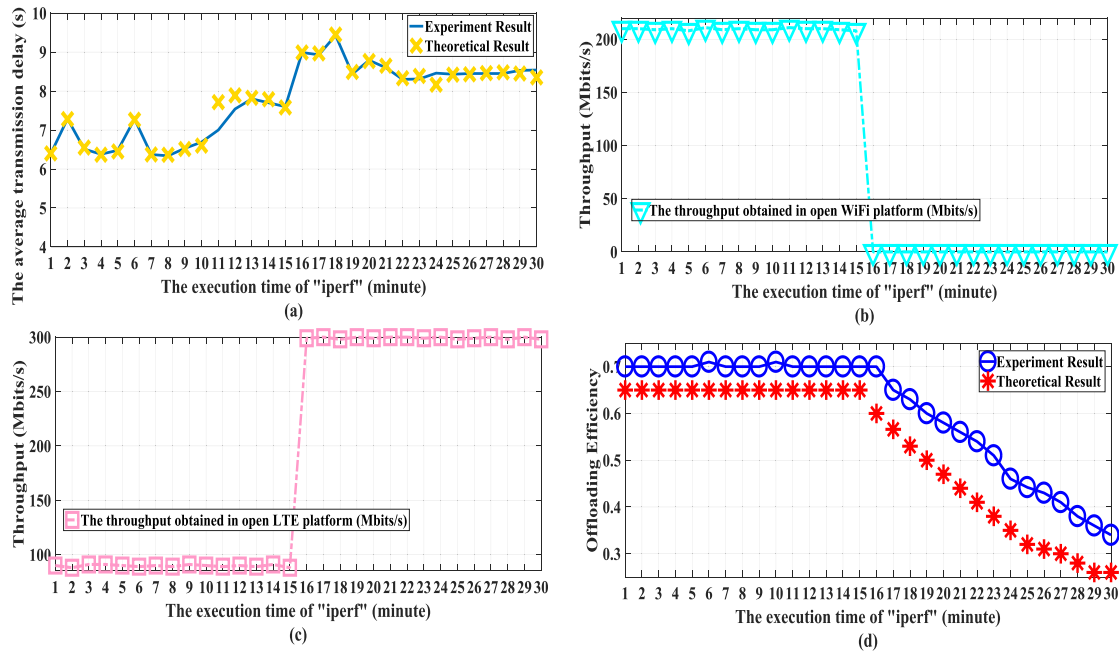 The average transmission delay (s)
10
9
8
7
6
5
4
Experiment Result
Theoretical Result
1 2 3 4 5 6 7 8 9 10 11 12 13 14 15 16 17 18 19 20 21 22 23 24 25 26 27 28 29 30
The execution time of "iperf" (minute)
(a)
Throughput (Mbits/s)
200
150
100
50
0
The throughput obtained in open WiFi platform (Mbits/s)
1 2 3 4 5 6 7 8 9 10 11 12 13 14 15 16 17 18 19 20 21 22 23 24 25 26 27 28 29 30
The execution time of "iperf" (minute)
(b)
Throughput (Mbits/s)
300
250
200
150
100
The throughput obtained in open LTE platform (Mbits/s)
1 2 3 4 5 6 7 8 9 10 11 12 13 14 15 16 17 18 19 20 21 22 23 24 25 26 27 28 29 30
The execution time of "iperf" (minute)
(c)
Offloading Efficiency
0.7
0.6
0.5
0.4
0.3
Experiment Result
Theoretical Result
1 2 3 4 5 6 7 8 9 10 11 12 13 14 15 16 17 18 19 20 21 22 23 24 25 26 27 28 29 30
The execution time of "iperf" (minute)
(d)